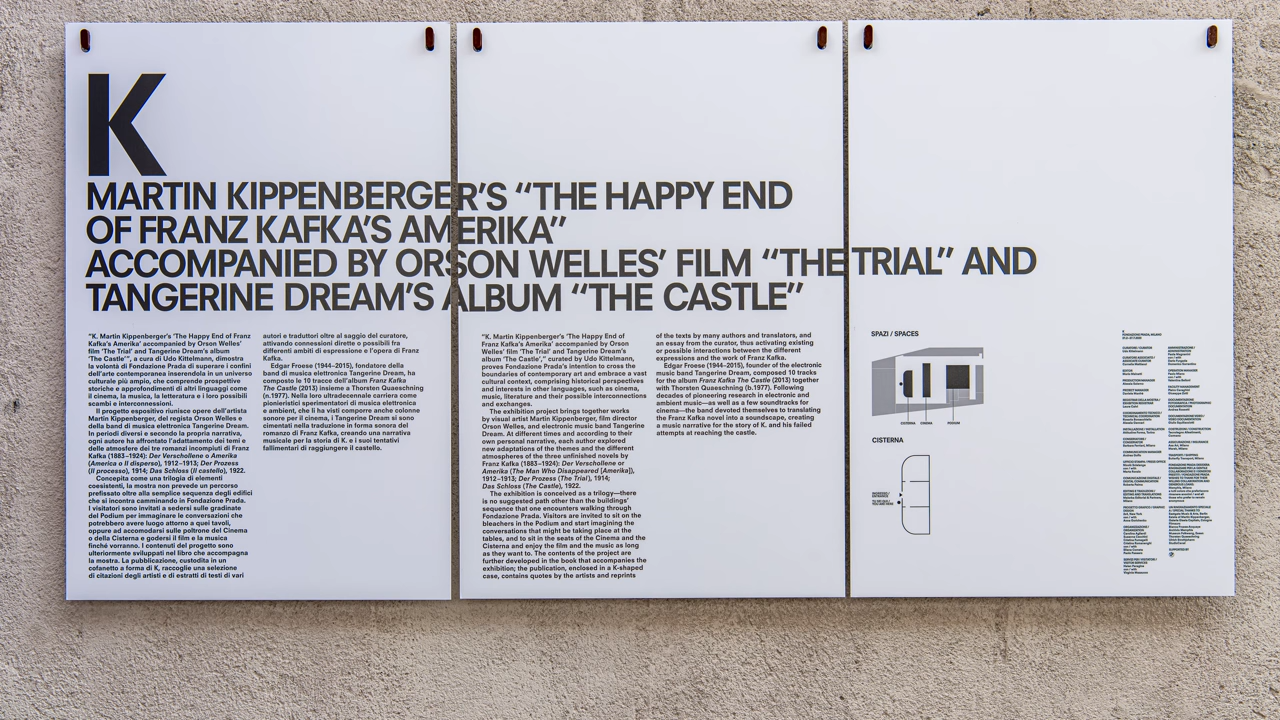 K
MARTIN KIPPENBERGER'S “THE HAPPY END
OF FRANZ KAFKA'S AMERIKA”
ACCOMPANIED BY ORSON WELLES' FILM “THE TRIAL” AND
TANGERINE DREAM'S ALBUM “THE CASTLE”
“K. Martin Kippenberger's 'The Happy End of Franz
Kafka's Amerika' accompanied by Orson Welles'
film 'The Trial' and Tangerine Dream's album
'The Castle'”, a cura di Udo Kittelmann, dimostra
la volontà di Fondazione Prada di superare i confini
dell'arte contemporanea inserendola in un universo
culturale più ampio, che comprende prospettive
storiche e approfondimenti di altri linguaggi come
il cinema, la musica, la letteratura e i loro possibili
scambi e interconnessioni.
Il progetto espositivo riunisce opere dell'artista
Martin Kippenberger, del regista Orson Welles e
della band di musica elettronica Tangerine Dream.
In periodi diversi e secondo la propria narrativa,
ogni autore ha affrontato l'adattamento dei temi e
delle atmosfere dei tre romanzi incompiuti di Franz
Kafka (1883–1924): Der Verschollene o Amerika
(America o Il disperso), 1912–1913; Der Prozess
(Il processo), 1914; Das Schloss (Il castello), 1922.
Concepita come una trilogia di elementi
coesistenti, la mostra non prevede un percorso
prefissato oltre alla semplice sequenza degli edifici
che si incontra camminando in Fondazione Prada.
I visitatori sono invitati a sedersi sulle gradinate
del Podium per immaginare le conversazioni che
potrebbero avere luogo attorno a quei tavoli,
oppure ad accomodarsi sulle poltrone del Cinema
o della Cisterna e godersi il film e la musica
finché vorranno. I contenuti del progetto sono
ulteriormente sviluppati nel libro che accompagna
la mostra. La pubblicazione, custodita in un
cofanetto a forma di K, raccoglie una selezione
di citazioni degli artisti e di estratti di testi di vari
autori e traduttori oltre al saggio del curatore,
attivando connessioni dirette o possibili fra
differenti ambiti di espressione e l'opera di Franz
Kafka.
Edgar Froese (1944–2015), fondatore della
band di musica elettronica Tangerine Dream, ha
composto le 10 tracce dell'album Franz Kafka
The Castle (2013) insieme a Thorsten Quaeschning
(n.1977). Nella loro ultradecennale carriera come
pionieristici sperimentatori di musica elettronica
e ambient, che li ha visti comporre anche colonne
sonore per il cinema, i Tangerine Dream si sono
cimentati nella traduzione in forma sonora del
romanzo di Franz Kafka, creando una narrativa
musicale per la storia di K. e i suoi tentativi
fallimentari di raggiungere il castello.
“K. Martin Kippenberger's 'The Happy End of
Franz Kafka's Amerika' accompanied by Orson
Welles' film 'The Trial' and Tangerine Dream's
album 'The Castle',” curated by Udo Kittelmann,
proves Fondazione Prada's intention to cross the
boundaries of contemporary art and embrace a vast
cultural context, comprising historical perspectives
and interests in other languages, such as cinema,
music, literature and their possible interconnections
and exchanges.
The exhibition project brings together works
by visual artist Martin Kippenberger, film director
Orson Welles, and electronic music band Tangerine
Dream. At different times and according to their
own personal narrative, each author explored
new adaptations of the themes and the different
atmospheres of the three unfinished novels by
Franz Kafka (1883–1924): Der Verschollene or
Amerika (The Man Who Disappeared [Amerika]),
1912–1913; Der Prozess (The Trial), 1914;
Das Schloss (The Castle), 1922.
The exhibition is conceived as a trilogy—there
is no suggested path other than the buildings'
sequence that one encounters walking through
Fondazione Prada. Visitors are invited to sit on the
bleachers in the Podium and start imagining the
conversations that might be taking place at the
tables, and to sit in the seats of the Cinema and the
Cisterna and enjoy the film and the music as long
as they want to. The contents of the project are
further developed in the book that accompanies the
exhibition; the publication, enclosed in a K-shaped
case, contains quotes by the artists and reprints
of the texts by many authors and translators, and
an essay from the curator, thus activating existing
or possible interactions between the different
expressions and the work of Franz Kafka.
Edgar Froese (1944–2015), founder of the electronic
music band Tangerine Dream, composed 10 tracks
for the album Franz Kafka The Castle (2013) together
with Thorsten Quaeschning (b.1977). Following
decades of pioneering research in electronic and
ambient music—as well as a few soundtracks for
cinema—the band devoted themselves to translating
the Franz Kafka novel into a soundscape, creating
a music narrative for the story of K. and his failed
attempts at reaching the castle.
SPAZI / SPACES
CISTERNA CINEMA PODIUM
CISTERNA
K
FONDAZIONE PRADA, MILANO